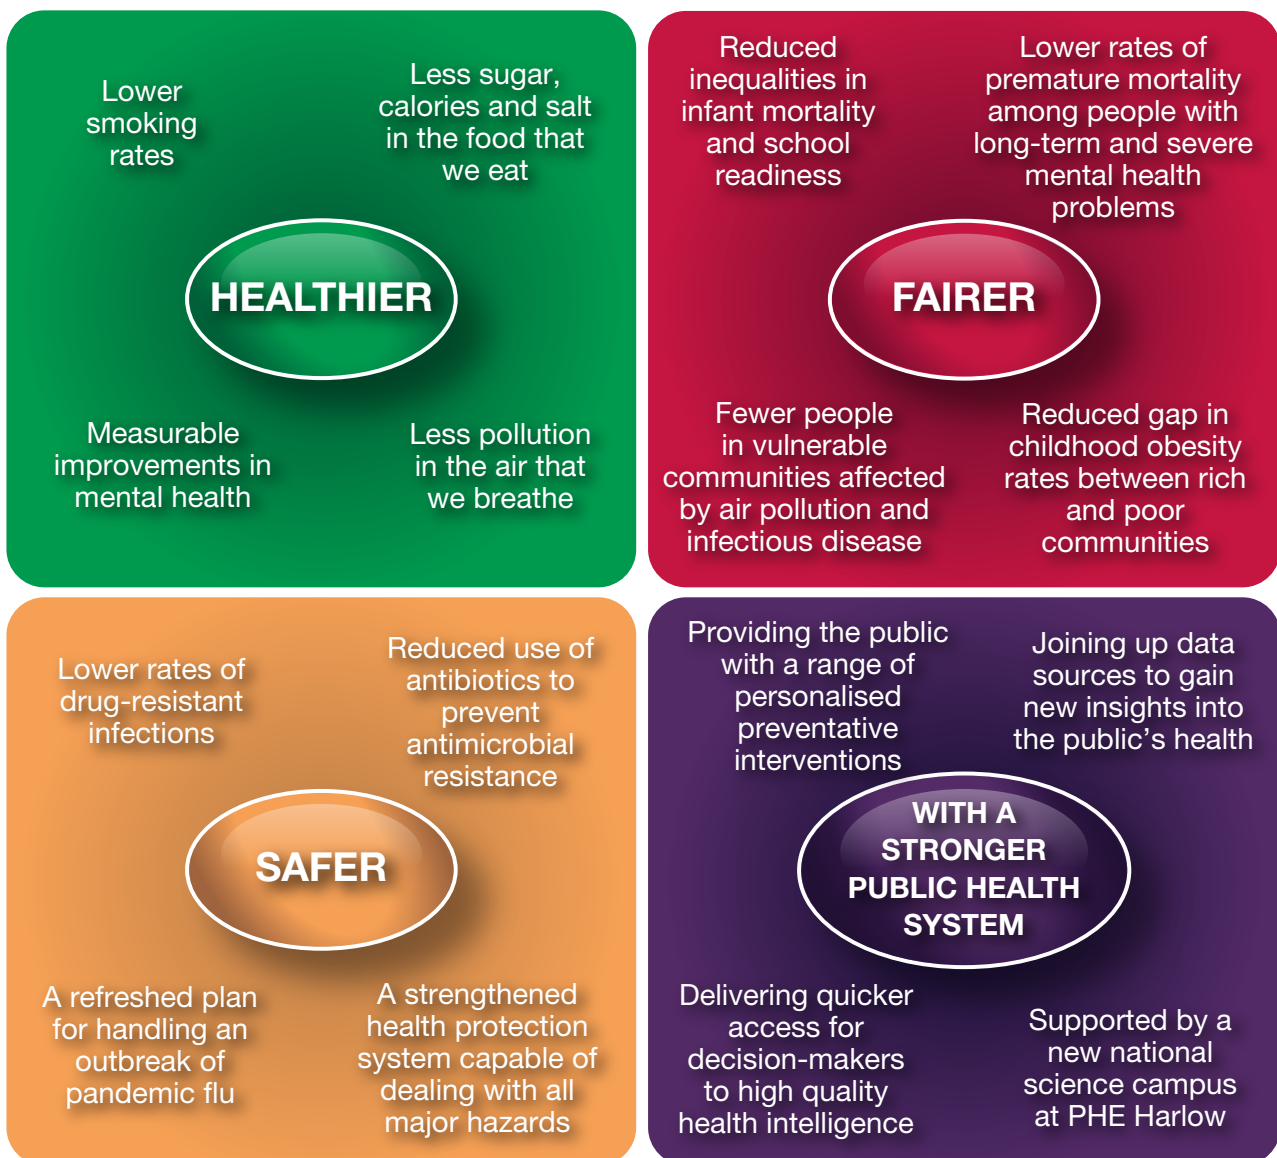 Lower
smoking
rates
Less sugar,
calories and salt
in the food that
we eat
HEALTHIER
Measurable
improvements in
mental health
Less pollution
in the air that
we breathe
Reduced
inequalities in
infant mortality
and school
readiness
Lower rates of
premature mortality
among people with
long-term and severe
mental health
problems
FAIRER
Fewer people
in vulnerable
communities affected
by air pollution and
infectious disease
Reduced gap in
childhood obesity
rates between rich
and poor
communities
Lower rates of
drug-resistant
infections
Reduced use of
antibiotics to
prevent
antimicrobial
resistance
SAFER
A refreshed plan
for handling an
outbreak of
pandemic flu
A strengthened
health protection
system capable of
dealing with all
major hazards
Providing the public
with a range of
personalised
preventative
interventions
Joining up data
sources to gain
new insights into
the public’s health
WITH A
STRONGER
PUBLIC HEALTH
SYSTEM
Delivering quicker
access for
decision-makers
to high quality
health intelligence
Supported by a
new national
science campus
at PHE Harlow